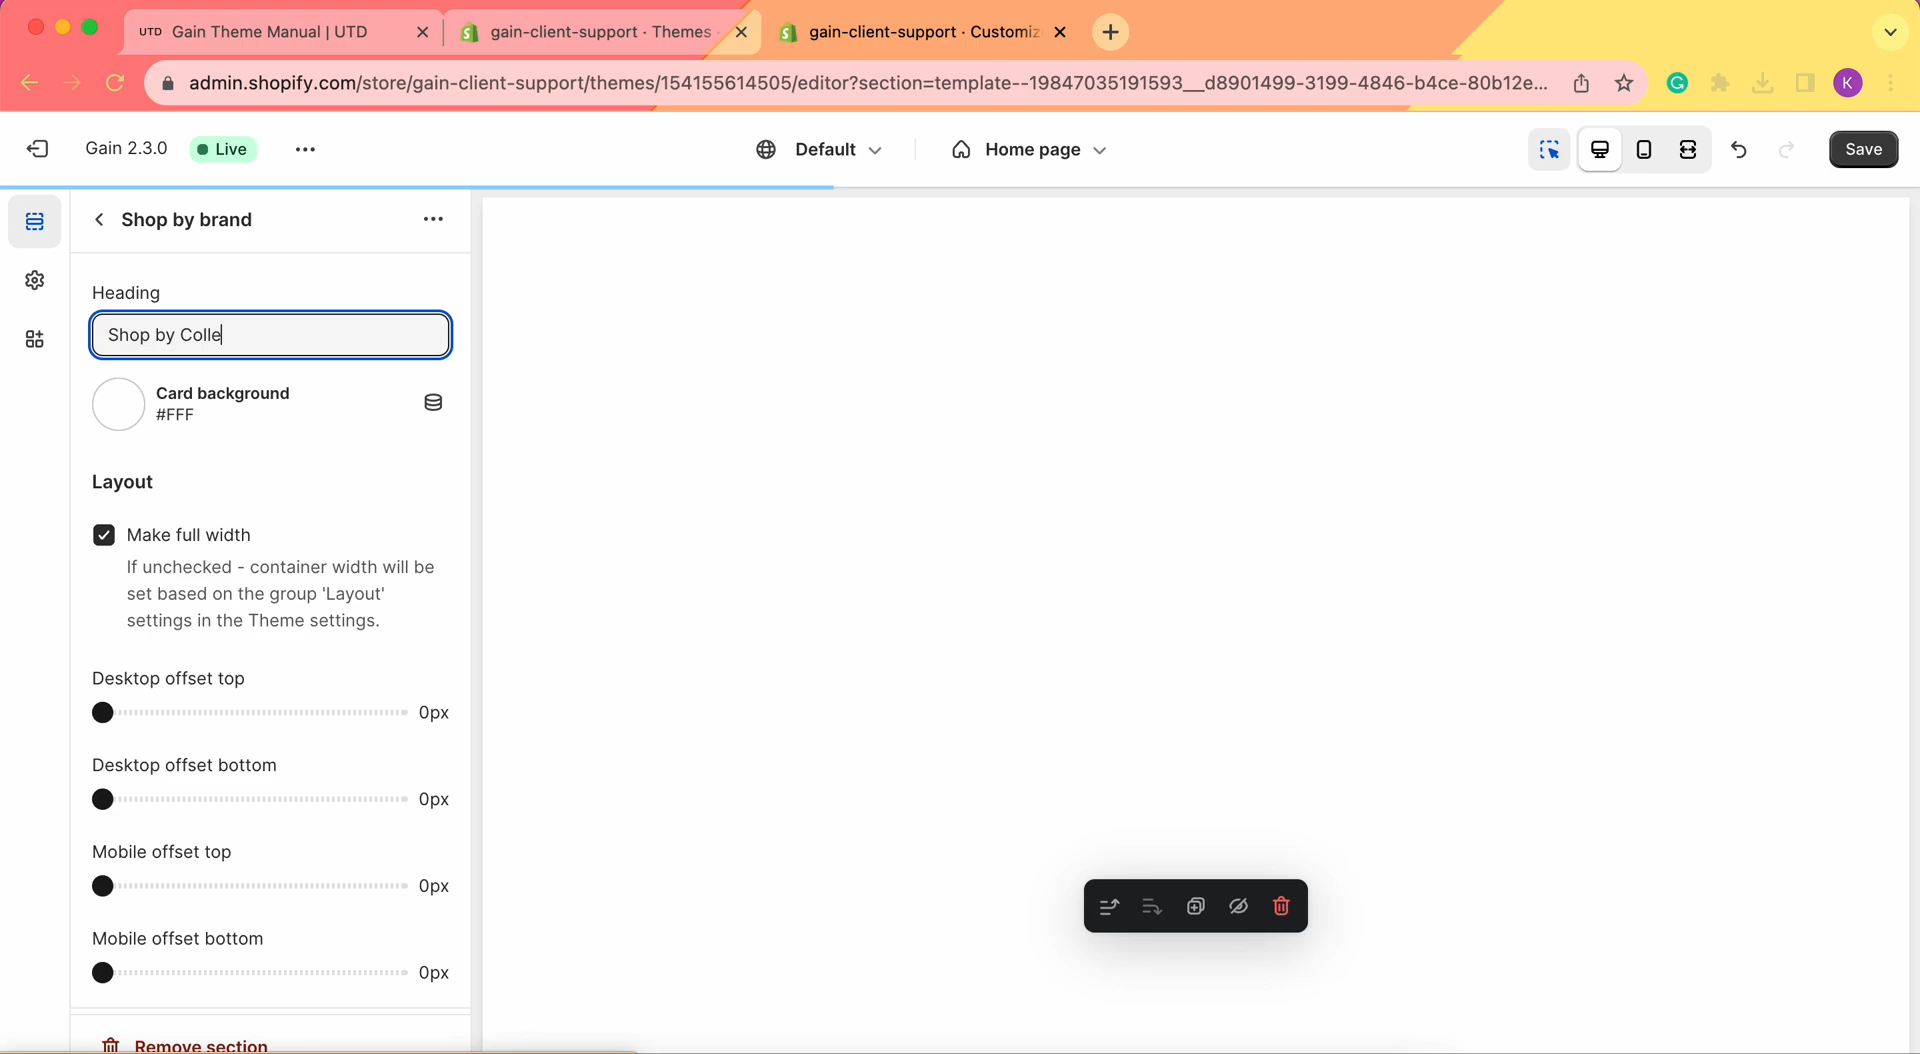 UTD Gain Theme Manual | UTD
gain-client-support · Themes ·
gain-client-support · Customiz
admin.shopify.com/store/gain-client-support/themes/154155614505/editor?section=template--19847035191593__d8901499-3199-4846-b4ce-80b12e...
K
Gain 2.3.0
Live
Default
Home page
Save
Shop by brand
Heading
Shop by Colle
Card background
#FFF
Layout
Make full width
If unchecked - container width will be
set based on the group 'Layout'
settings in the Theme settings.
Desktop offset top
0px
Desktop offset bottom
0px
Mobile offset top
0px
Mobile offset bottom
0px
Remove section